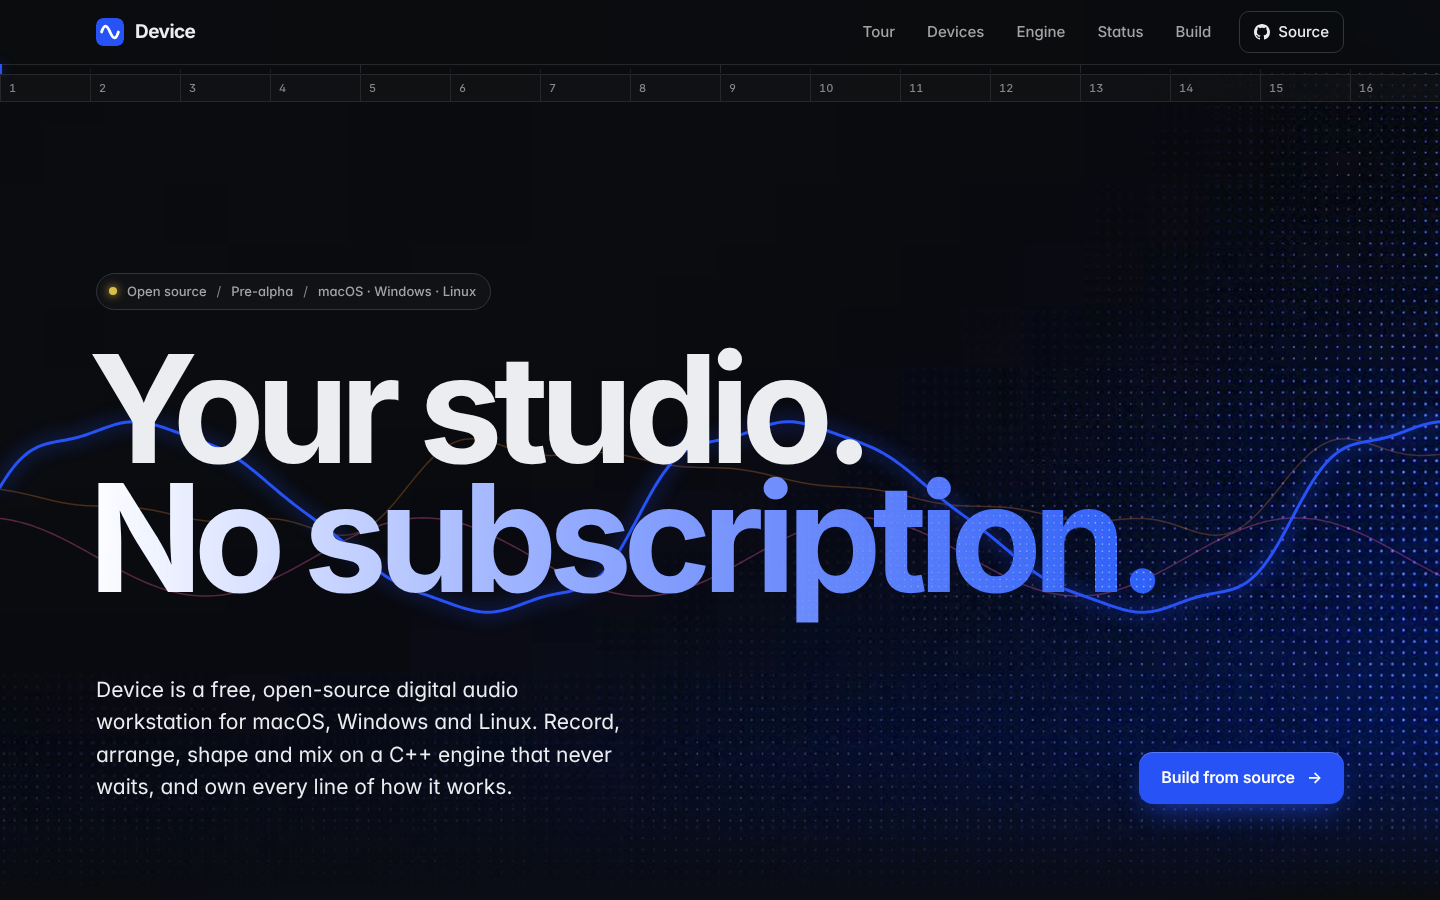 Device
Tour
Devices
Engine
Status
Build
Source
1 2 3 4 5 6 7 8 9 10 11 12 13 14 15 16
Open source / Pre-alpha / macOS · Windows · Linux
Your studio.
No subscription.
Device is a free, open-source digital audio
workstation for macOS, Windows and Linux. Record,
arrange, shape and mix on a C++ engine that never
waits, and own every line of how it works.
Build from source →